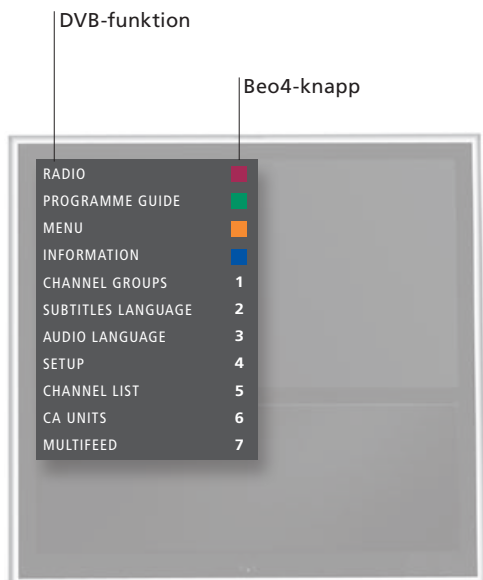 DVB-funktion
Beo4-knapp
RADIO
PROGRAMME GUIDE
MENU
INFORMATION
CHANNEL GROUPS 1
SUBTITLES LANGUAGE 2
AUDIO LANGUAGE 3
SETUP 4
CHANNEL LIST 5
CA UNITS 6
MULTIFEED 7